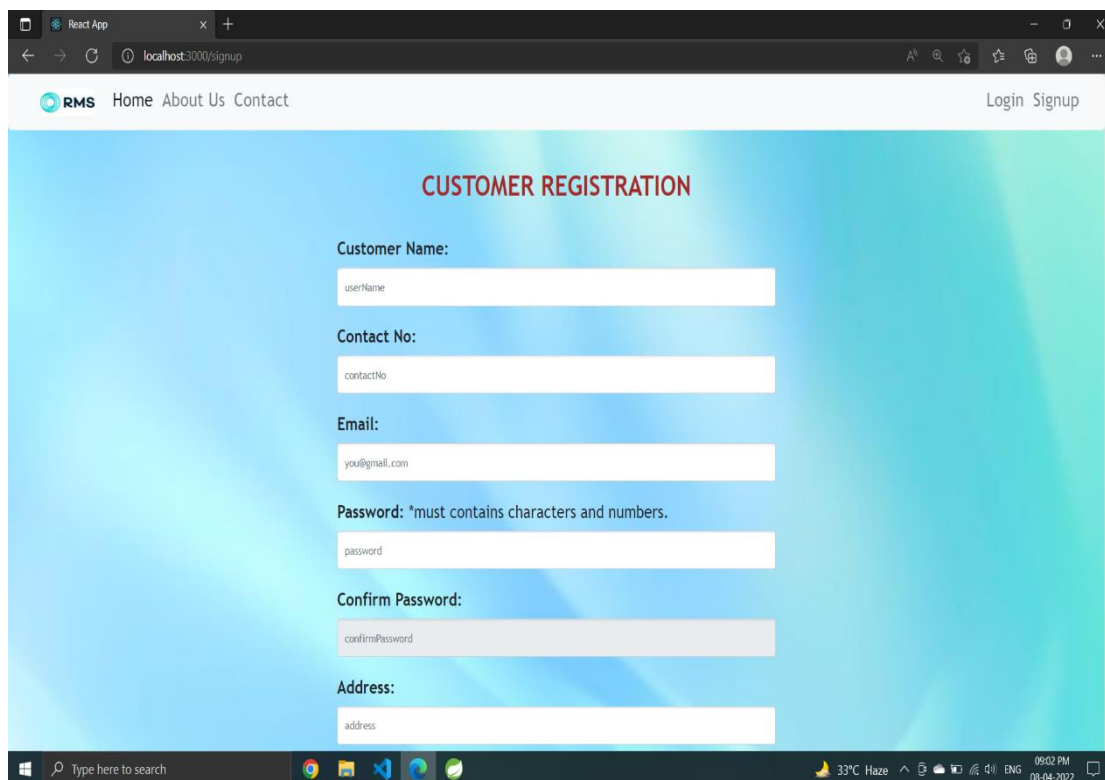 React App
localhost:3000/signup
RMS Home About Us Contact Login Signup
CUSTOMER REGISTRATION
Customer Name:
userName
Contact No:
contactNo
Email:
you@gmail.com
Password: *must contains characters and numbers.
password
Confirm Password:
confirmPassword
Address:
address
Type here to search 33°C Haze ENG 09:02 PM
08-04-2022